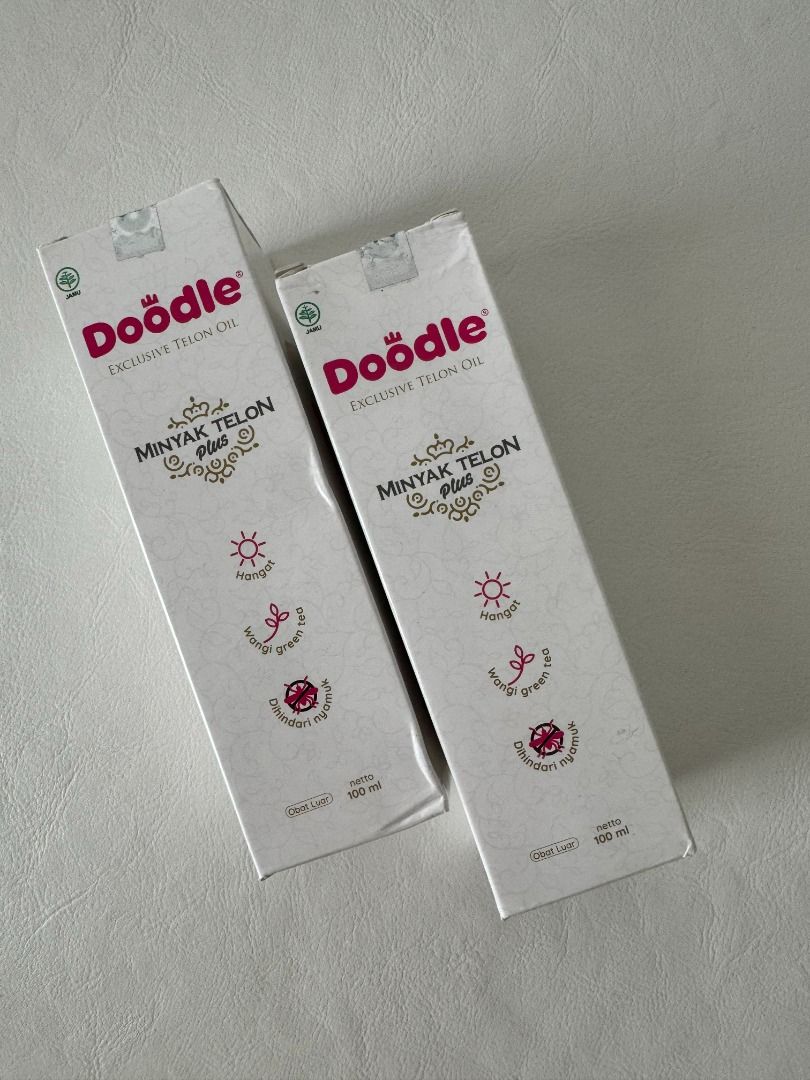 JAMU
Doodle®
EXCLUSIVE TELON OIL
MINYAK TELON
plus
Hangat
Wangi green tea
Dihindari nyamuk
Obat Luar
netto
100 ml
JAMU
Doodle®
EXCLUSIVE TELON OIL
MINYAK TELON
plus
Hangat
Wangi green tea
Dihindari nyamuk
Obat Luar
netto
100 ml